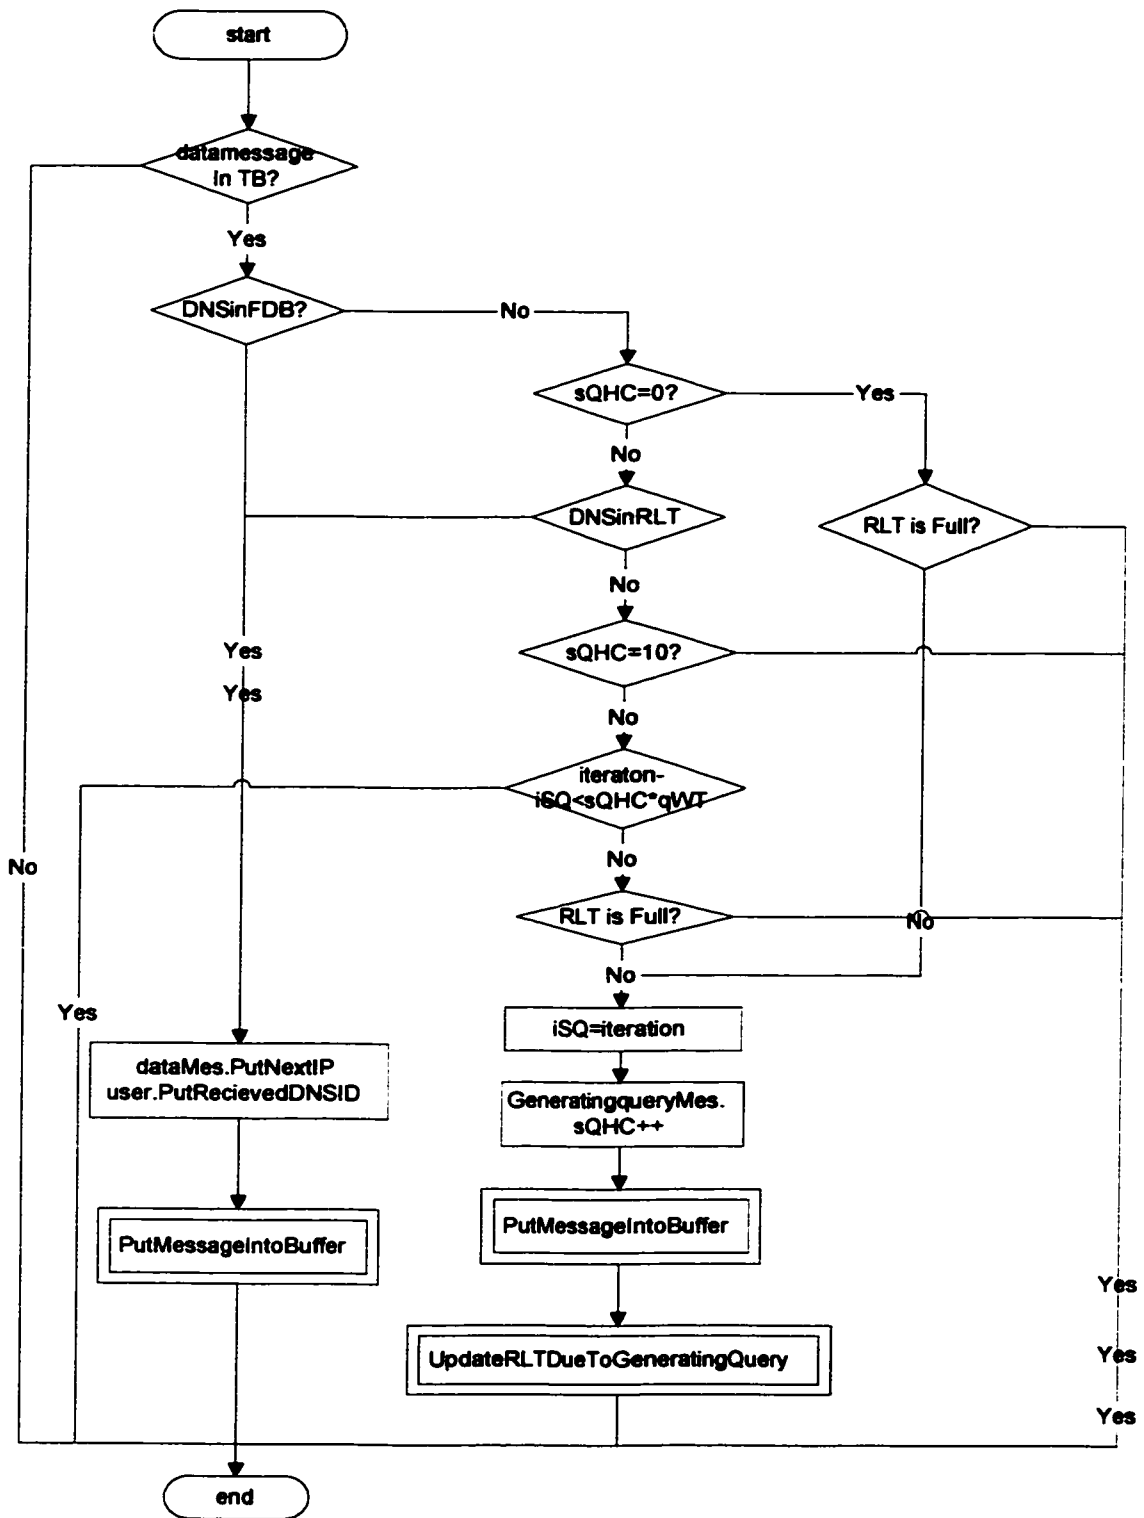 start
datamessage
in TB?
Yes
DNSinFDB?
No
sQHC=0?
Yes
No
DNSinRLT
RLT is Full?
No
sQHC=10?
Yes
Yes
No
iteraton-
iSQ<sQHC*qWT
No
No
RLT is Full?
No
No
Yes
iSQ=iteration
dataMes.PutNextIP
user.PutRecievedDNSID
GeneratingqueryMes.
sQHC++
PutMessageIntoBuffer
PutMessageIntoBuffer
Yes
UpdateRLTDueToGeneratingQuery
Yes
Yes
end